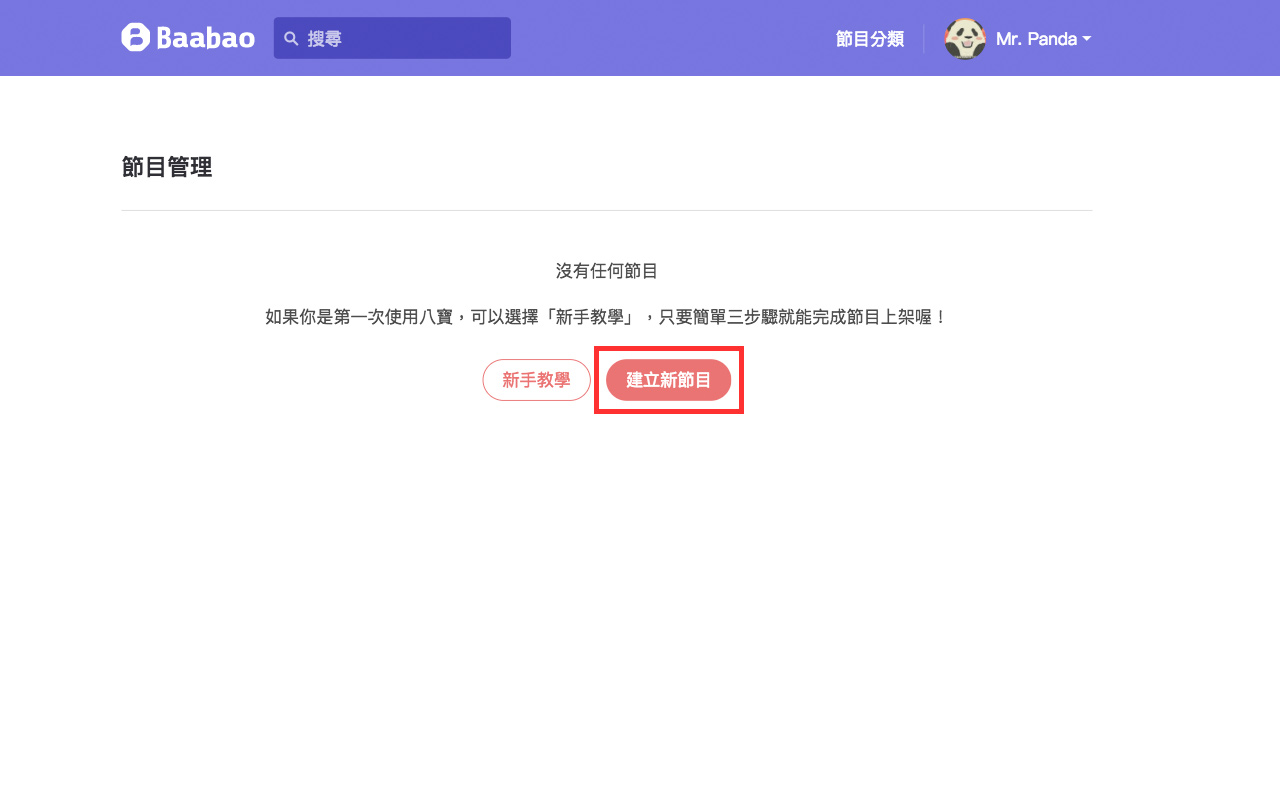 Baabao
搜尋
節目分類
Mr. Panda
節目管理
沒有任何節目
如果你是第一次使用八寶，可以選擇「新手教學」，只要簡單三步驟就能完成節目上架喔！
新手教學
建立新節目